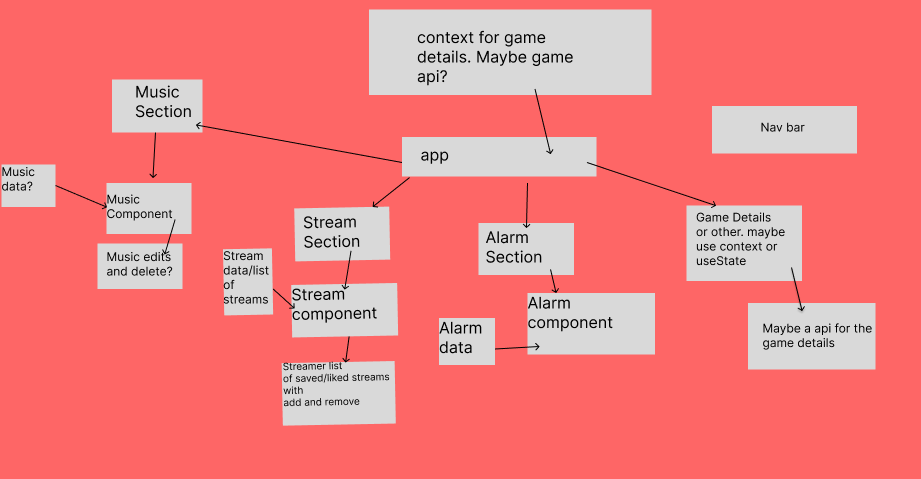 context for game
details. Maybe game
api?
Music
Section
Nav bar
app
Music
data?
Music
Component
Music edits
and delete?
Stream
Section
Stream
data/list
of
streams
Stream
component
Streamer list
of saved/liked streams
with
add and remove
Alarm
Section
Alarm
component
Alarm
data
Game Details
or other. maybe
use context or
useState
Maybe a api for the
game details